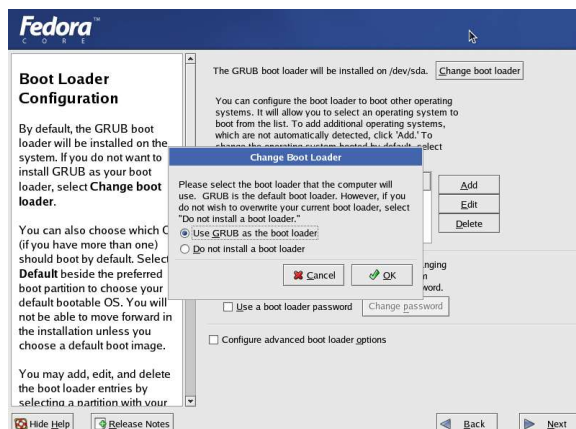 Fedora™
CORE
Boot Loader
Configuration
By default, the GRUB boot
loader will be installed on the
system. If you do not want to
install GRUB as your boot
loader, select Change boot
loader.
You can also choose which
(if you have more than one)
should boot by default. Select
Default beside the preferred
boot partition to choose your
default bootable OS. You will
not be able to move forward in
the installation unless you
choose a default boot image.
You may add, edit, and delete
the boot loader entries by
selecting a partition with your
The GRUB boot loader will be installed on /dev/sda.
Change boot loader
You can configure the boot loader to boot other operating
systems. It will allow you to select an operating system to
boot from the list. To add additional operating systems,
which are not automatically detected, click 'Add.' To
change the operating system booted by default, select
Change Boot Loader
Please select the boot loader that the computer will
use. GRUB is the default boot loader. However, if you
do not wish to overwrite your current boot loader, select
"Do not install a boot loader."
Use GRUB as the boot loader
Do not install a boot loader
Cancel
OK
Add
Edit
Delete
Use a boot loader password
Change password
Configure advanced boot loader options
Hide Help
Release Notes
Back
Next